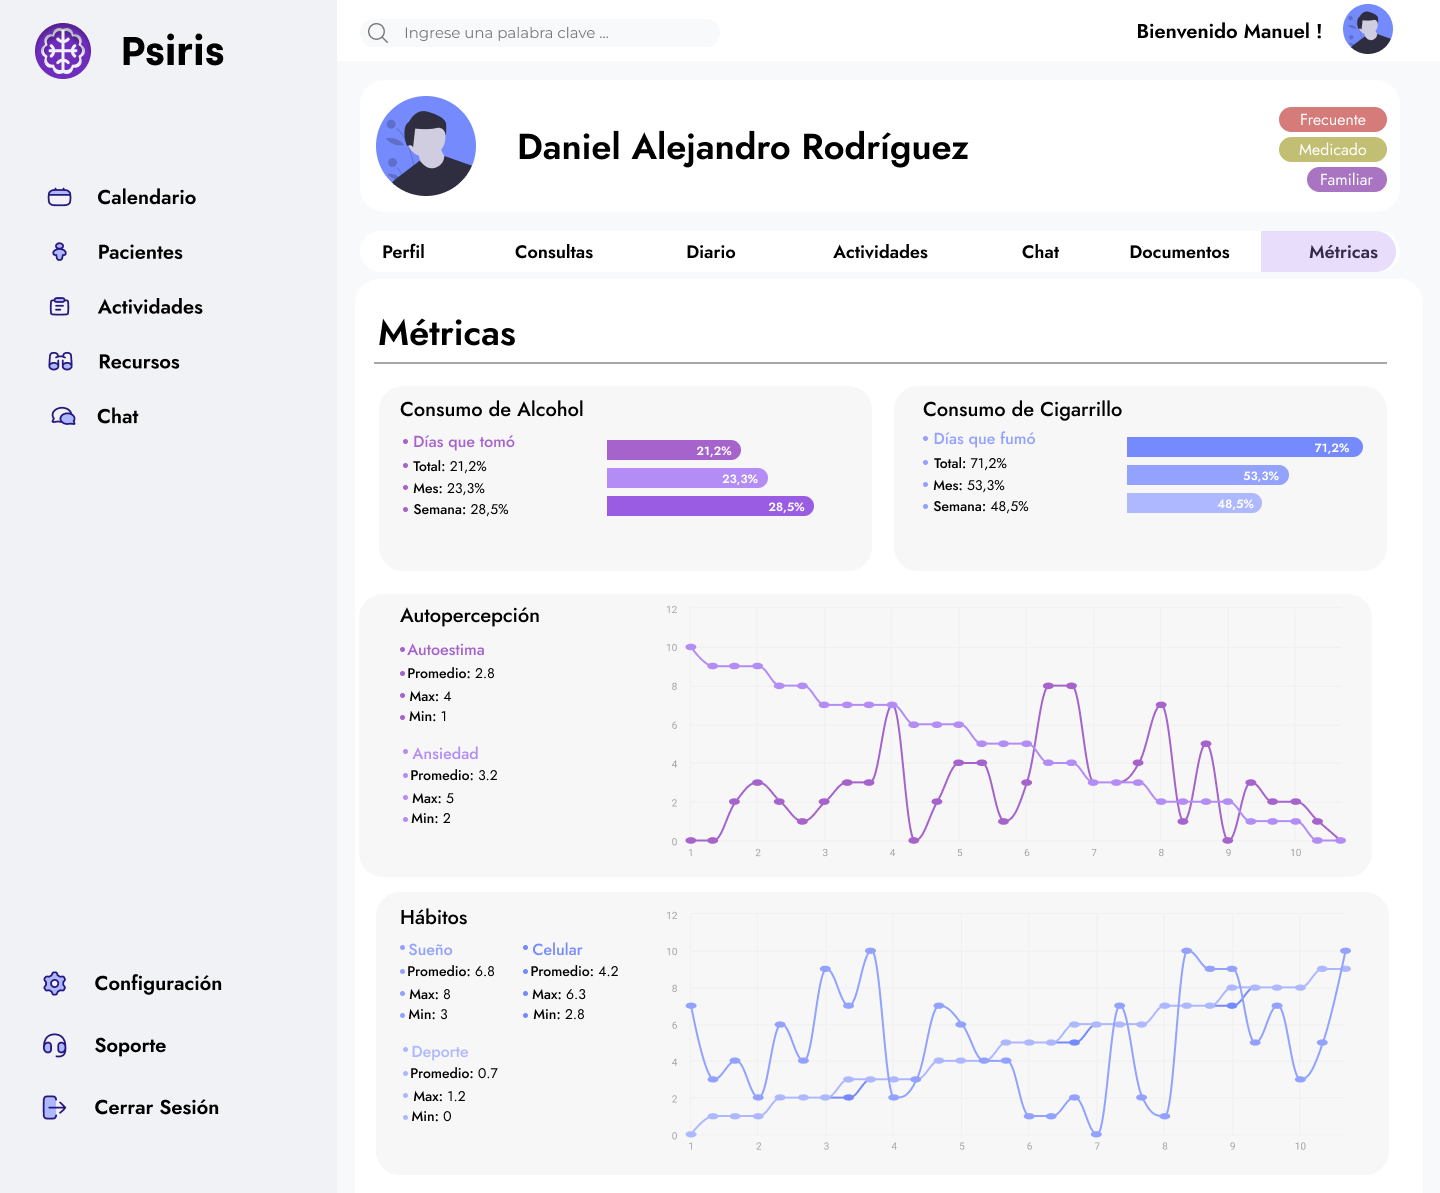 Psiris
Ingrese una palabra clave ...
Bienvenido Manuel !
Calendario
Pacientes
Actividades
Recursos
Chat
Configuración
Soporte
Cerrar Sesión
Daniel Alejandro Rodríguez
Frecuente
Medicado
Familiar
Perfil Consultas Diario Actividades Chat Documentos Métricas
Métricas
Consumo de Alcohol
• Días que tomó
• Total: 21,2%
• Mes: 23,3%
• Semana: 28,5%
21,2%
23,3%
28,5%
Consumo de Cigarrillo
• Días que fumó
• Total: 71,2%
• Mes: 53,3%
• Semana: 48,5%
71,2%
53,3%
48,5%
Autopercepción
• Autoestima
• Promedio: 2.8
• Max: 4
• Min: 1
• Ansiedad
• Promedio: 3.2
• Max: 5
• Min: 2
12
10
8
6
4
2
0
1 2 3 4 5 6 7 8 9 10
Hábitos
• Sueño
• Promedio: 6.8
• Max: 8
• Min: 3
• Celular
• Promedio: 4.2
• Max: 6.3
• Min: 2.8
• Deporte
• Promedio: 0.7
• Max: 1.2
• Min: 0
12
10
8
6
4
2
0
1 2 3 4 5 6 7 8 9 10